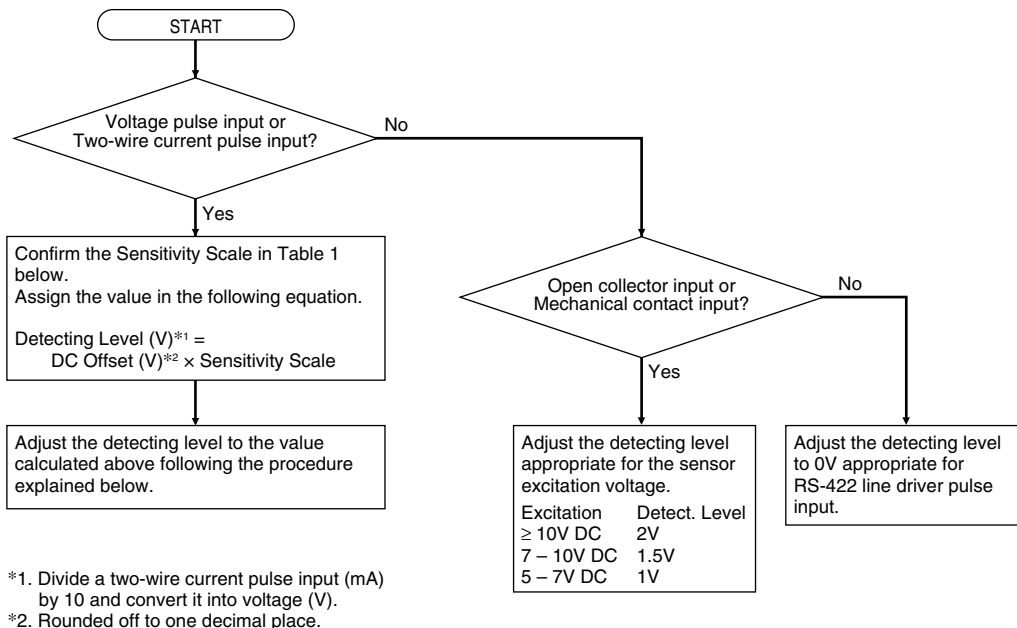 START
Voltage pulse input or
Two-wire current pulse input?
No
Yes
Confirm the Sensitivity Scale in Table 1
below.
Assign the value in the following equation.
Detecting Level (V)*1 =
DC Offset (V)*2 × Sensitivity Scale
Adjust the detecting level to the value
calculated above following the procedure
explained below.
*1. Divide a two-wire current pulse input (mA)
by 10 and convert it into voltage (V).
*2. Rounded off to one decimal place.
Open collector input or
Mechanical contact input?
No
Yes
Adjust the detecting level
appropriate for the sensor
excitation voltage.
Excitation Detect. Level
≥ 10V DC 2V
7 – 10V DC 1.5V
5 – 7V DC 1V
Adjust the detecting level
to 0V appropriate for
RS-422 line driver pulse
input.